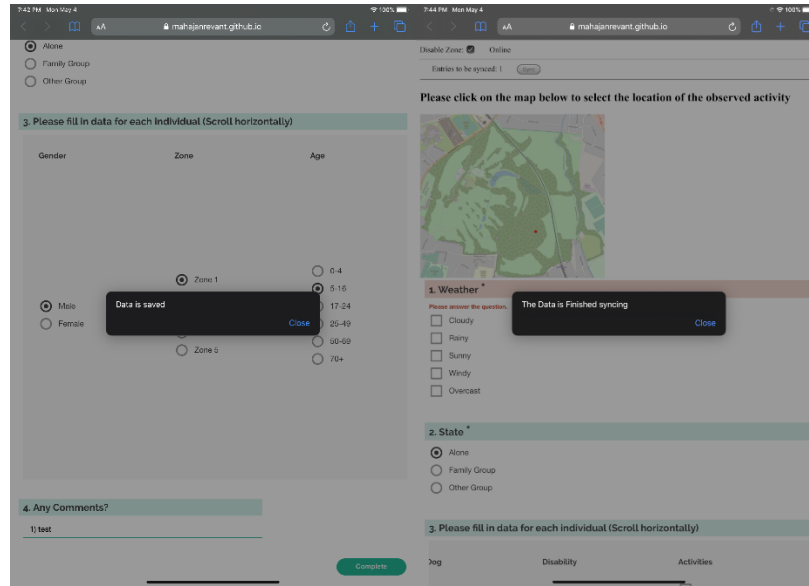 7:42 PM Mon May 4
100%
AA
mahajanrevant.github.io
Alone
Family Group
Other Group
3. Please fill in data for each individual (Scroll horizontally)
Gender Zone Age
0-4
Zone 1
5-16
Male
17-24
Female
25-49
50-69
Zone 5
70+
Data is saved
Close
4. Any Comments?
1) test
Complete
7:44 PM Mon May 4
100%
AA
mahajanrevant.github.io
Disable Zone: Online
Entries to be synced: 1 Sync
Please click on the map below to select the location of the observed activity
1. Weather *
Please answer the question.
Cloudy
Rainy
Sunny
Windy
Overcast
The Data is Finished syncing
Close
2. State *
Alone
Family Group
Other Group
3. Please fill in data for each individual (Scroll horizontally)
Dog Disability Activities